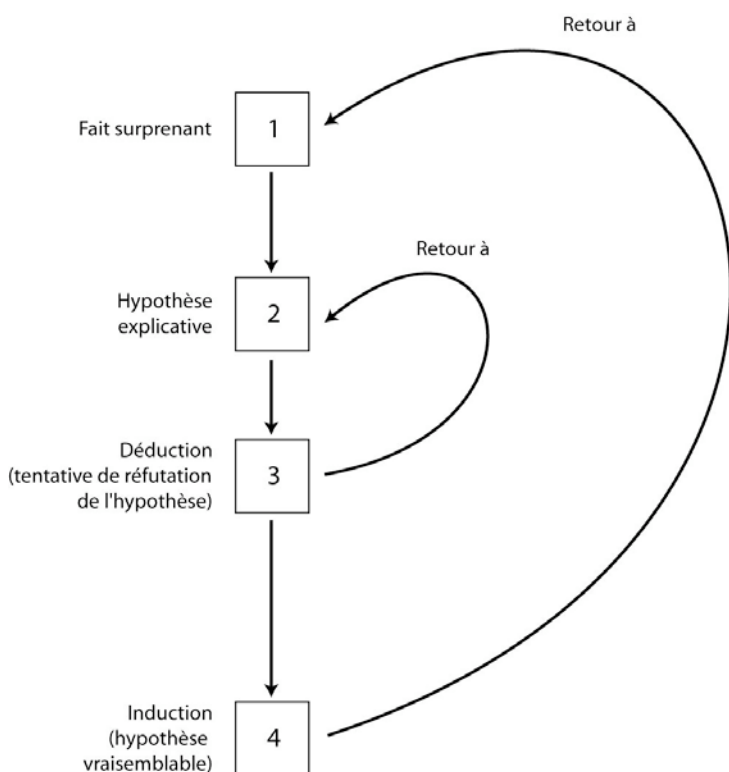 Retour à
Fait surprenant
1
Retour à
Hypothèse
explicative
2
Déduction
(tentative de réfutation
de l'hypothèse)
3
Induction
(hypothèse
vraisemblable)
4